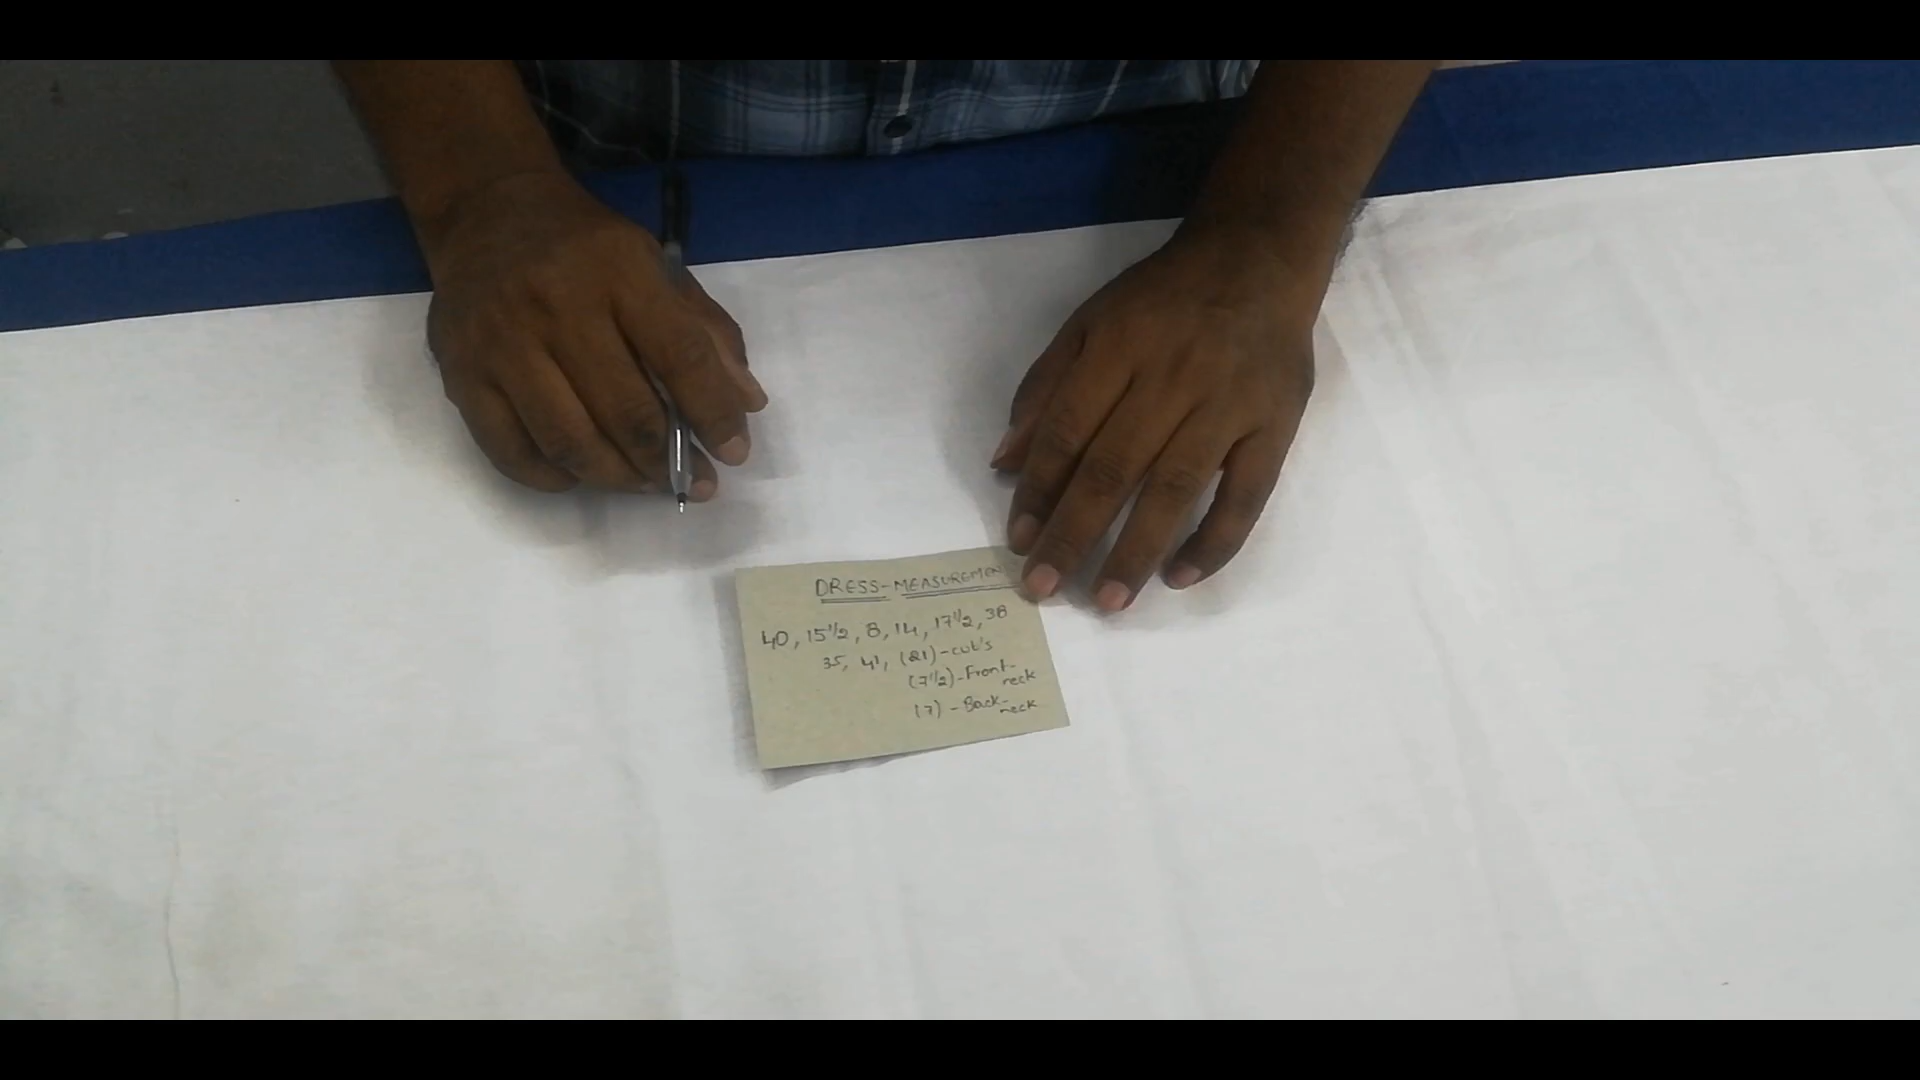 DRESS-MEASUREMEN
40, 15½, 8, 14, 17½, 38
35, 41, (21)-cut's
(7½)-Front-
neck
(7) - Back-
neck